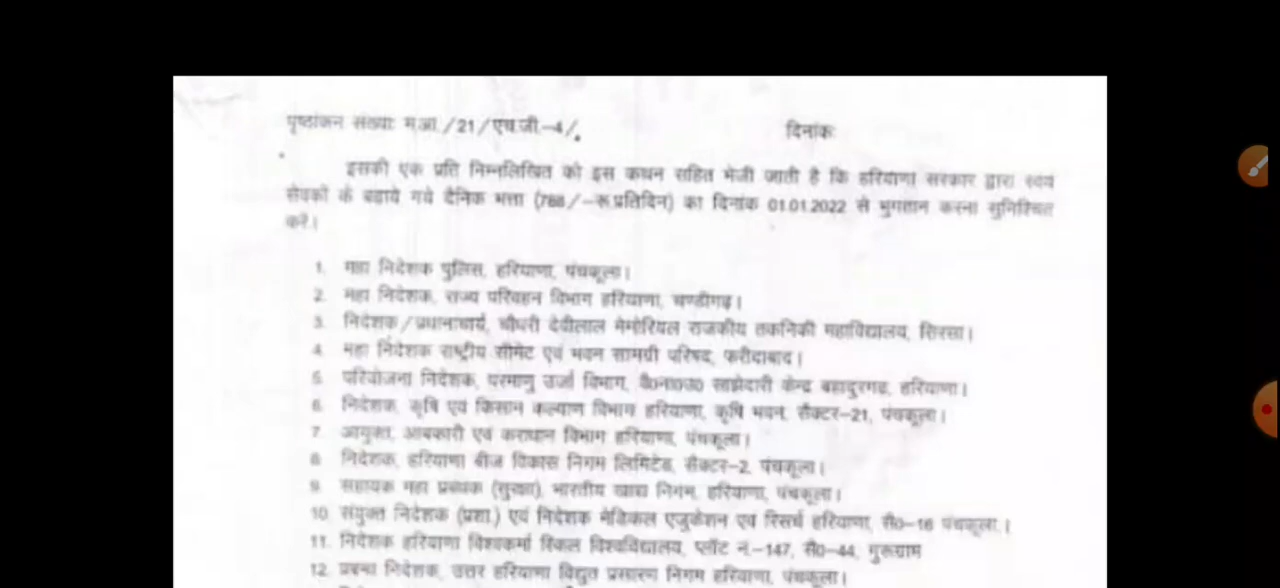 पृष्ठांकन संख्याः म.आ./21/एच.जी.-4/.
दिनांकः
इसकी एक प्रति निम्नलिखित को इस कथन सहित भेजी जाती है कि हरियाणा सरकार द्वारा स्वयं
सेवकों के बढाये गये दैनिक भत्ता (788/-रू.प्रतिदिन) का दिनांक 01.01.2022 से भुगतान करना सुनिश्चित
करें।
1. महा निदेशक पुलिस, हरियाणा, पंचकूला।
2. महा निदेशक, राज्य परिवहन विभाग हरियाणा, चण्डीगढ़।
3. निदेशक/प्रधानाचार्य, चौधरी देवीलाल मेमोरियल राजकीय तकनिकी महाविद्यालय, सिरसा।
4. महा निदेशक राष्ट्रीय सीमेंट एवं भवन सामग्री परिषद, फरीदाबाद।
5. परियोजना निदेशक, परमाणु उर्जा विभाग, साझेदारी केन्द्र बहादुरगढ, हरियाणा।
6. निदेशक, कृषि एवं किसान कल्याण विभाग हरियाणा, कृषि भवन, सैक्टर-21, पंचकूला।
7. आयुक्त, आबकारी एवं कराधान विभाग हरियाणा, पंचकूला।
8. निदेशक, हरियाणा बीज विकास निगम लिमिटेड, सैक्टर-2, पंचकूला।
9. सहायक महा प्रबंधक (सुरक्षा), भारतीय खाद्य निगम, हरियाणा, पंचकूला।
10. संयुक्त निदेशक (प्रशा.) एवं निदेशक मेडिकल एजुकेशन एवं रिसर्च हरियाणा, सै0-16 पंचकूला.।
11. निदेशक हरियाणा विश्वकर्मा स्किल विश्वविद्यालय, प्लॉट नं.-147, सै0-44, गुरूग्राम
12. प्रबन्ध निदेशक, उत्तर हरियाणा विद्युत प्रसारण निगम हरियाणा, पंचकूला।